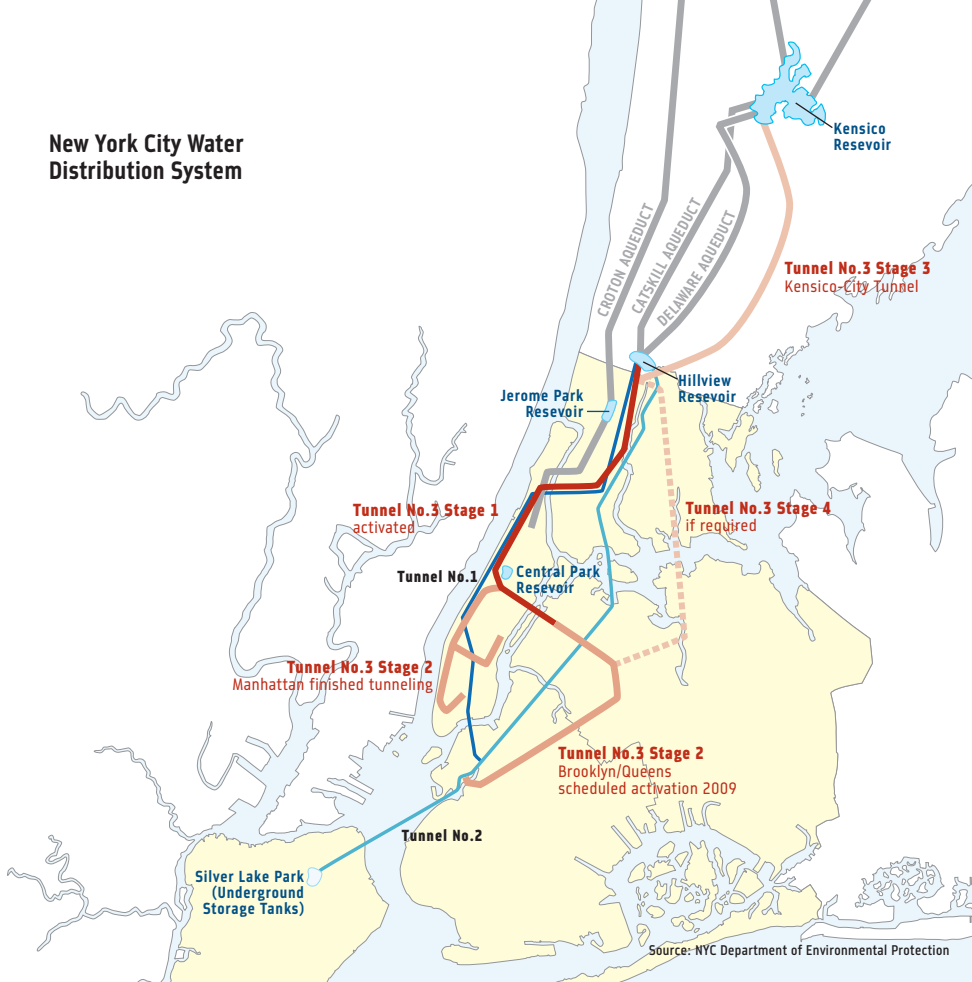 New York City Water
Distribution System
Kensico
Resevoir
CROTON AQUEDUCT
CATSKILL AQUEDUCT
DELAWARE AQUEDUCT
Tunnel No.3 Stage 3
Kensico-City Tunnel
Hillview
Resevoir
Jerome Park
Resevoir
Tunnel No.3 Stage 1
activated
Tunnel No.3 Stage 4
if required
Tunnel No.1
Central Park
Resevoir
Tunnel No.3 Stage 2
Manhattan finished tunneling
Tunnel No.3 Stage 2
Brooklyn/Queens
scheduled activation 2009
Tunnel No.2
Silver Lake Park
(Underground
Storage Tanks)
Source: NYC Department of Environmental Protection